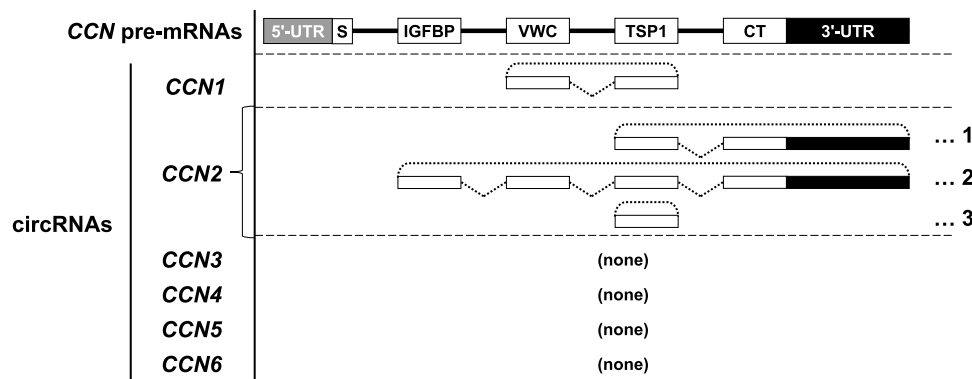 CCN pre-mRNAs 5'-UTR S IGFBP VWC TSP1 CT 3'-UTR
CCN1
... 1
CCN2 ... 2
circRNAs ... 3
CCN3 (none)
CCN4 (none)
CCN5 (none)
CCN6 (none)